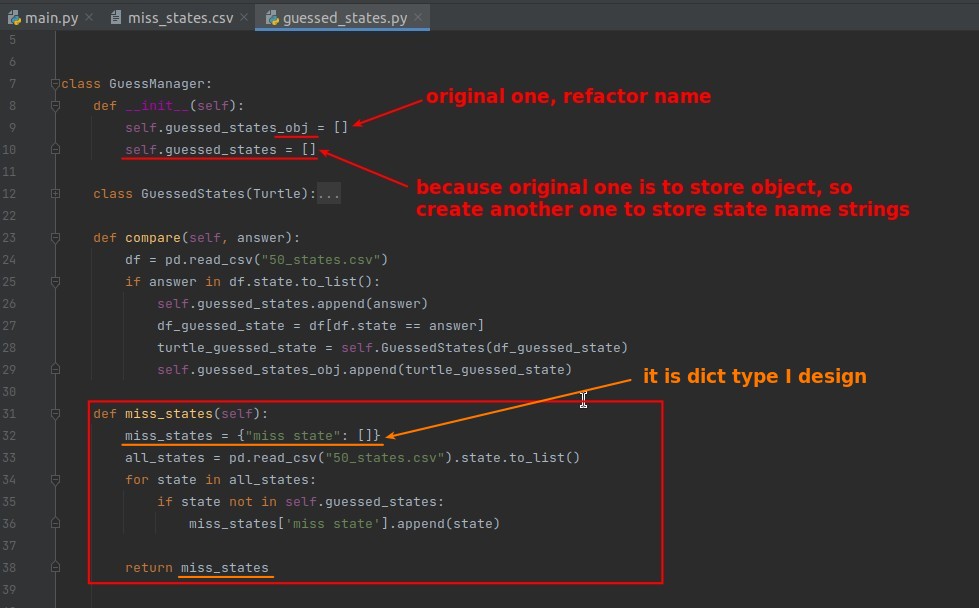 main.py × miss_states.csv × guessed_states.py ×
5
6
7 class GuessManager:
8 def __init__(self):
original one, refactor name
9 self.guessed_states_obj = []
10 self.guessed_states = []
11
because original one is to store object, so
12 class GuessedStates(Turtle):...
create another one to store state name strings
22
23 def compare(self, answer):
24 df = pd.read_csv("50_states.csv")
25 if answer in df.state.to_list():
26 self.guessed_states.append(answer)
27 df_guessed_state = df[df.state == answer]
28 turtle_guessed_state = self.GuessedStates(df_guessed_state)
29 self.guessed_states_obj.append(turtle_guessed_state)
it is dict type I design
30
31 def miss_states(self):
32 miss_states = {"miss state": []}
33 all_states = pd.read_csv("50_states.csv").state.to_list()
34 for state in all_states:
35 if state not in self.guessed_states:
36 miss_states['miss state'].append(state)
37
38 return miss_states
39